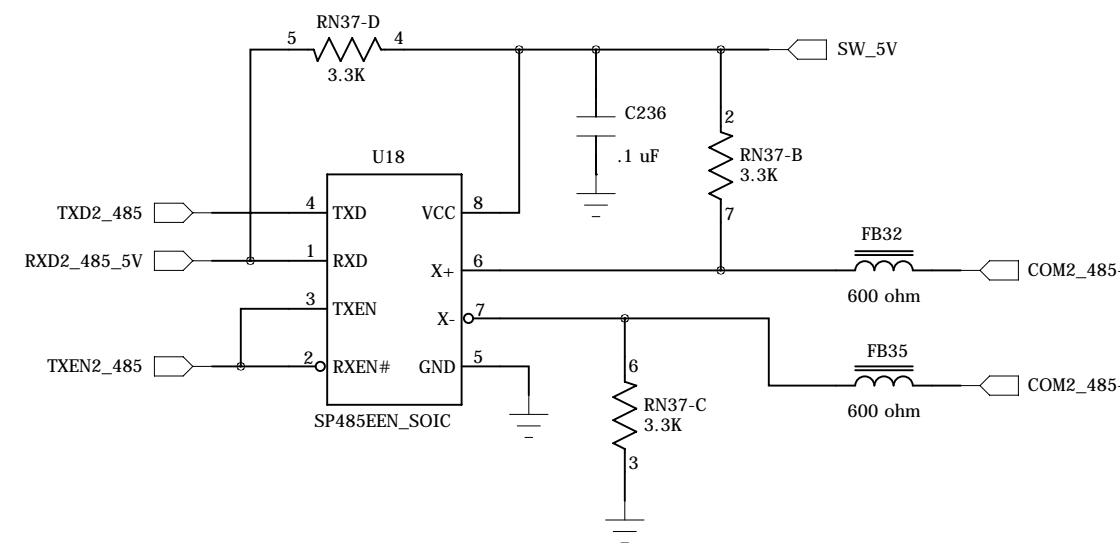 RN37-D
5
4
3.3K
SW_5V
C236
.1 uF
2
RN37-B
3.3K
7
U18
TXD2_485
4
TXD
VCC
8
RXD2_485_5V
1
RXD
X+
6
FB32
600 ohm
COM2_485-
3
TXEN
X-
7
TXEN2_485
2
RXEN#
GND
5
FB35
600 ohm
COM2_485-
SP485EEN_SOIC
6
RN37-C
3.3K
3